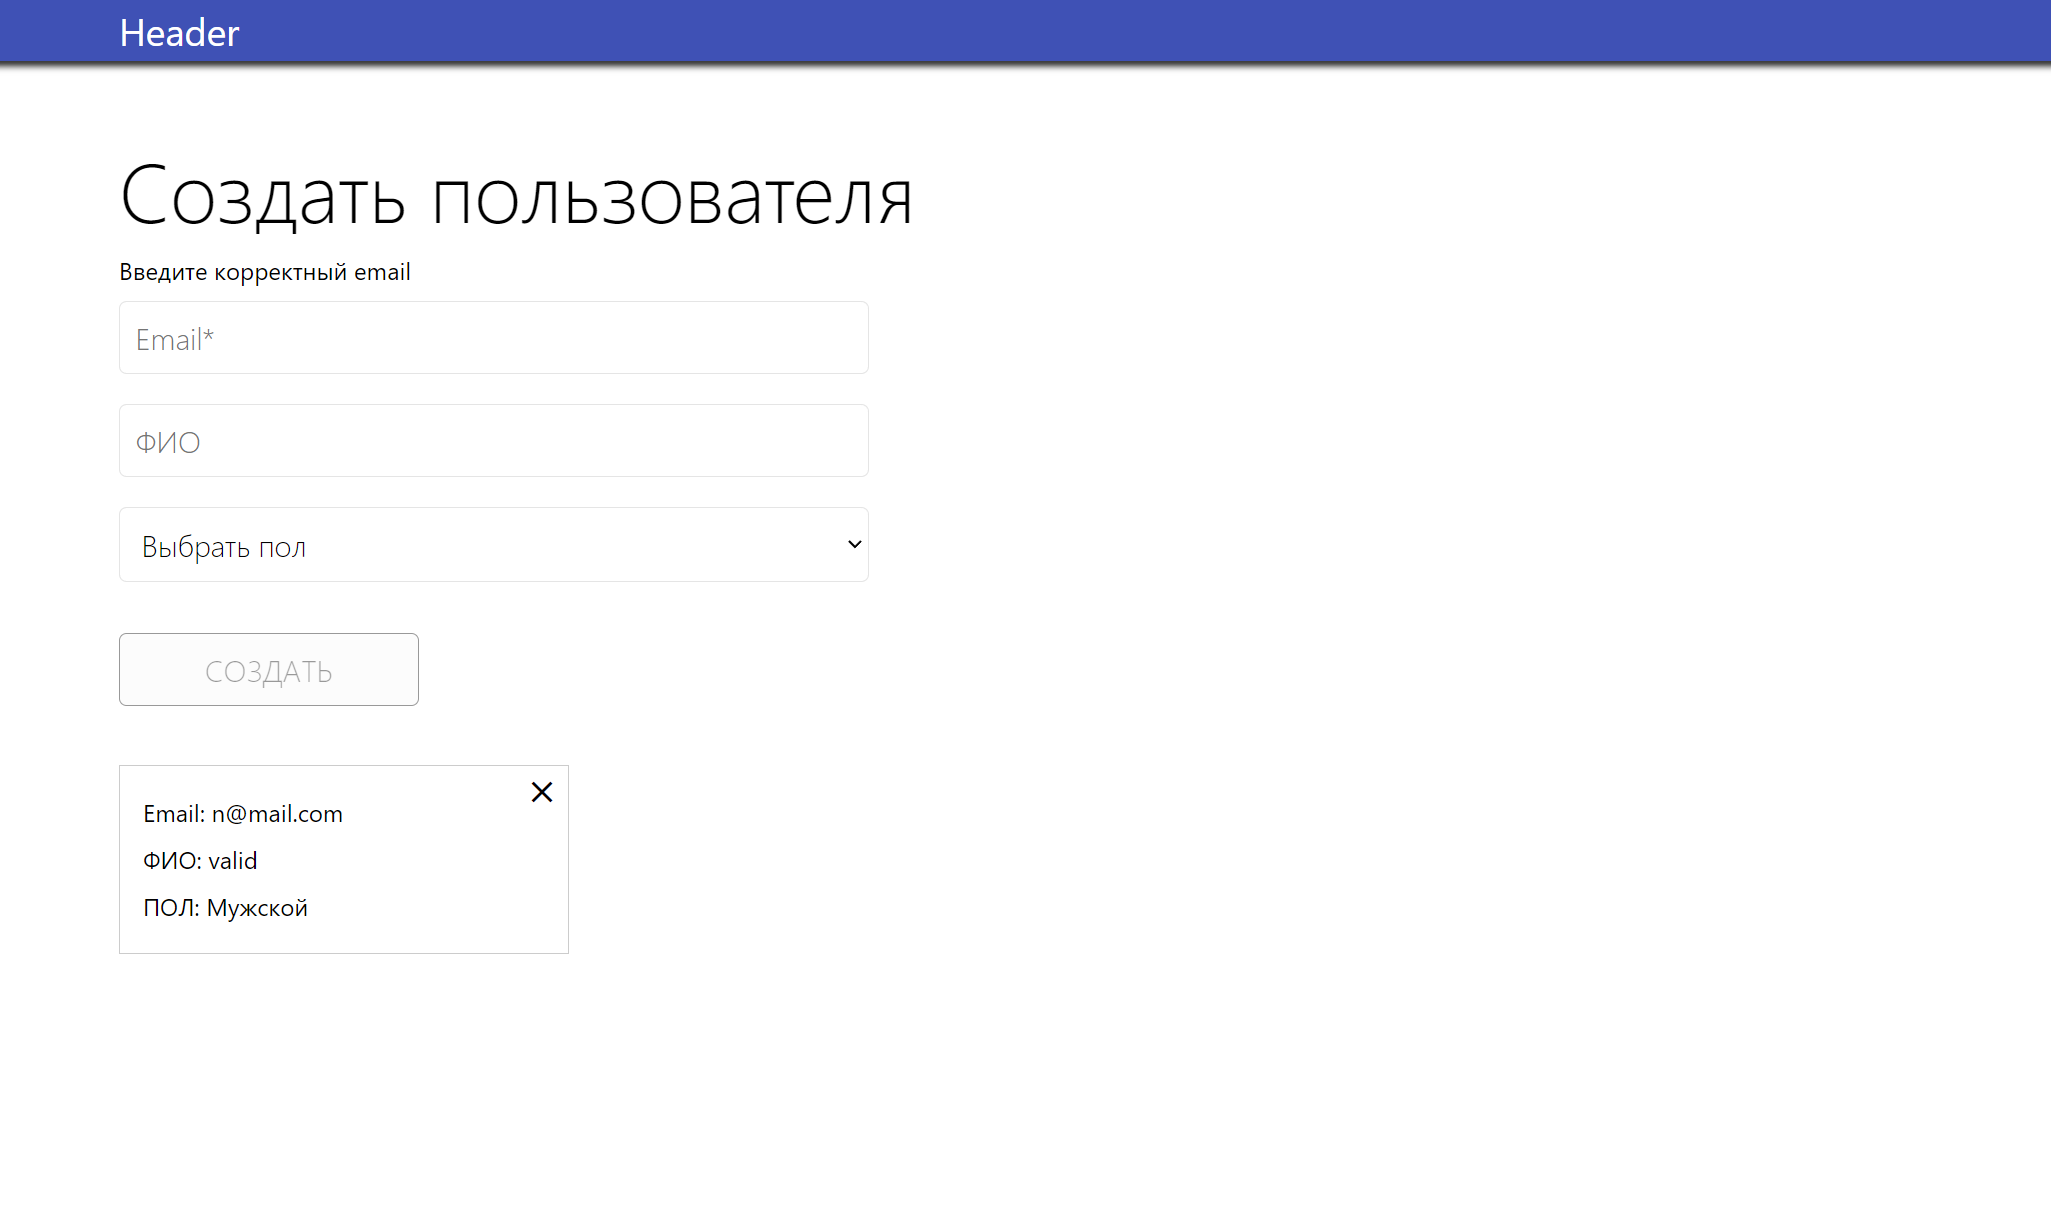 Header
Создать пользователя
Введите корректный email
Email*
ФИО
Выбрать пол
СОЗДАТЬ
Email: n@mail.com
ФИО: valid
ПОЛ: Мужской